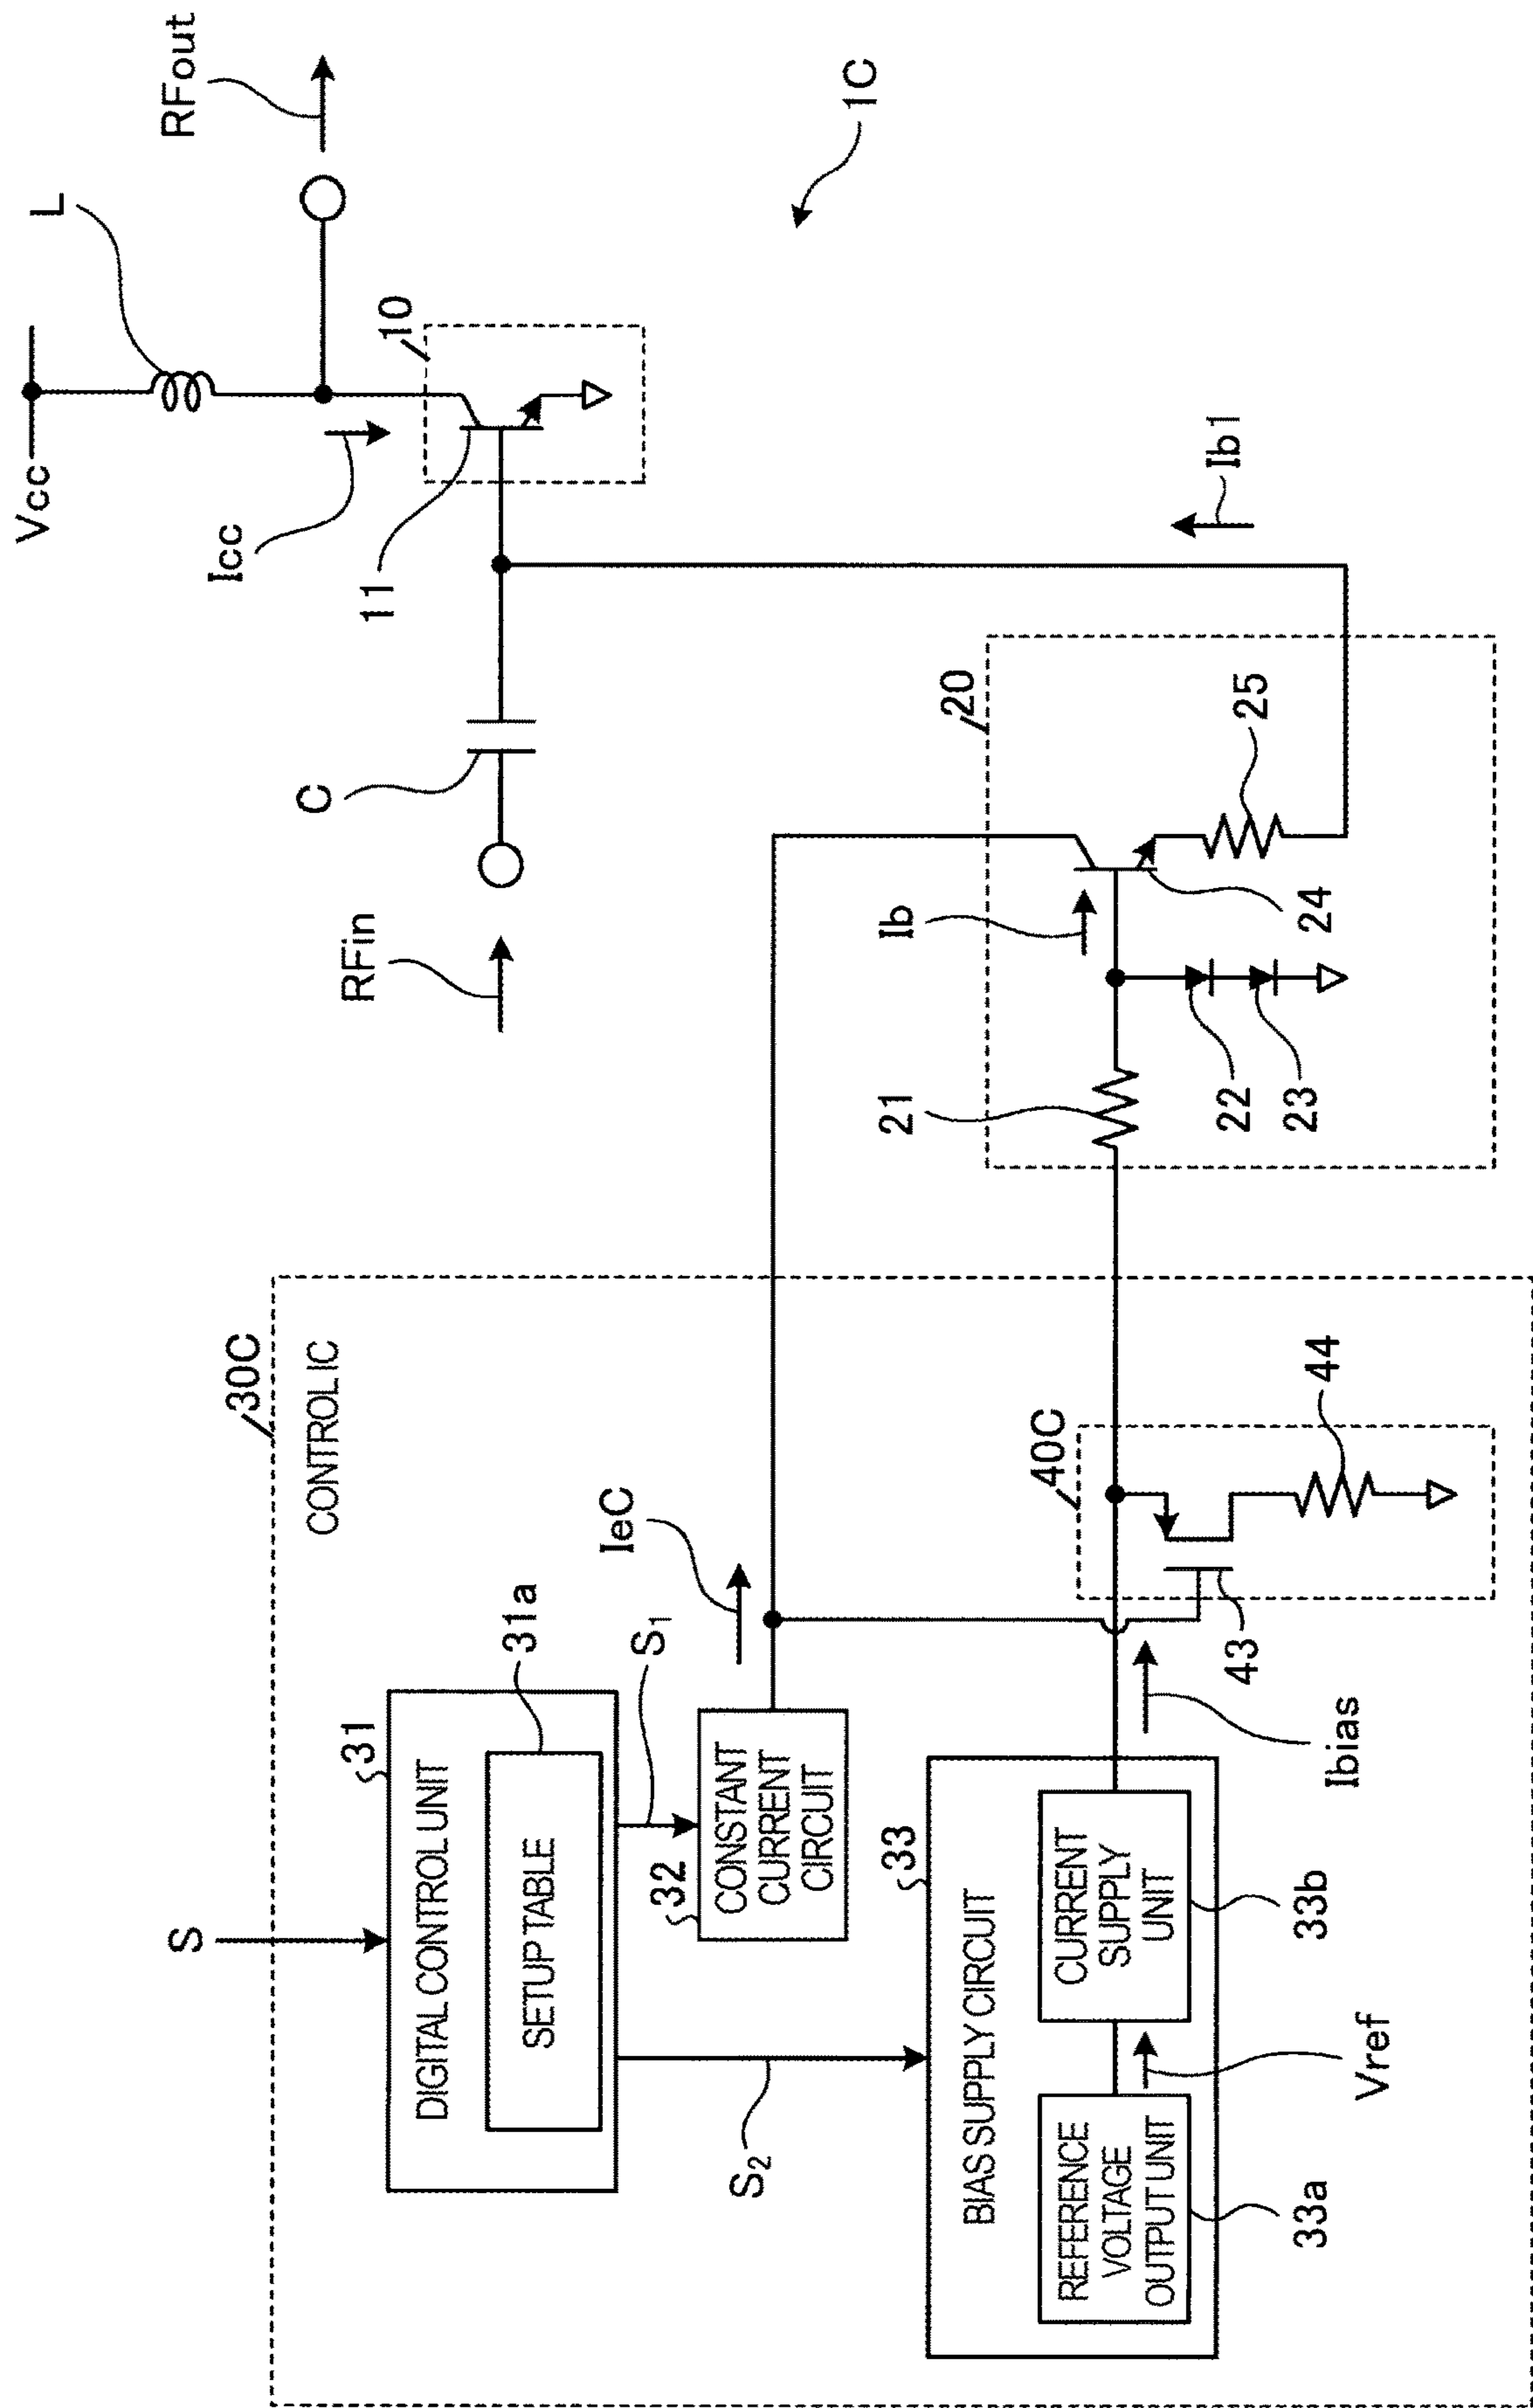 Vcc
L
RFout
Icc
10
11
1C
C
RFin
Ib1
20
Ib
21
22
23
24
25
30C
CONTROL IC
S
31
DIGITAL CONTROL UNIT
31a
SETUP TABLE
S1
S2
32
CONSTANT
CURRENT
CIRCUIT
IeC
33
BIAS SUPPLY CIRCUIT
REFERENCE
VOLTAGE
OUTPUT UNIT
33a
Vref
CURRENT
SUPPLY
UNIT
33b
Ibias
40C
43
44